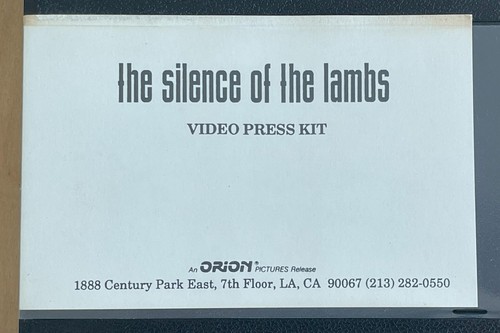 the silence of the lambs
VIDEO PRESS KIT
An ORION® PICTURES Release
1888 Century Park East, 7th Floor, LA, CA 90067 (213) 282-0550